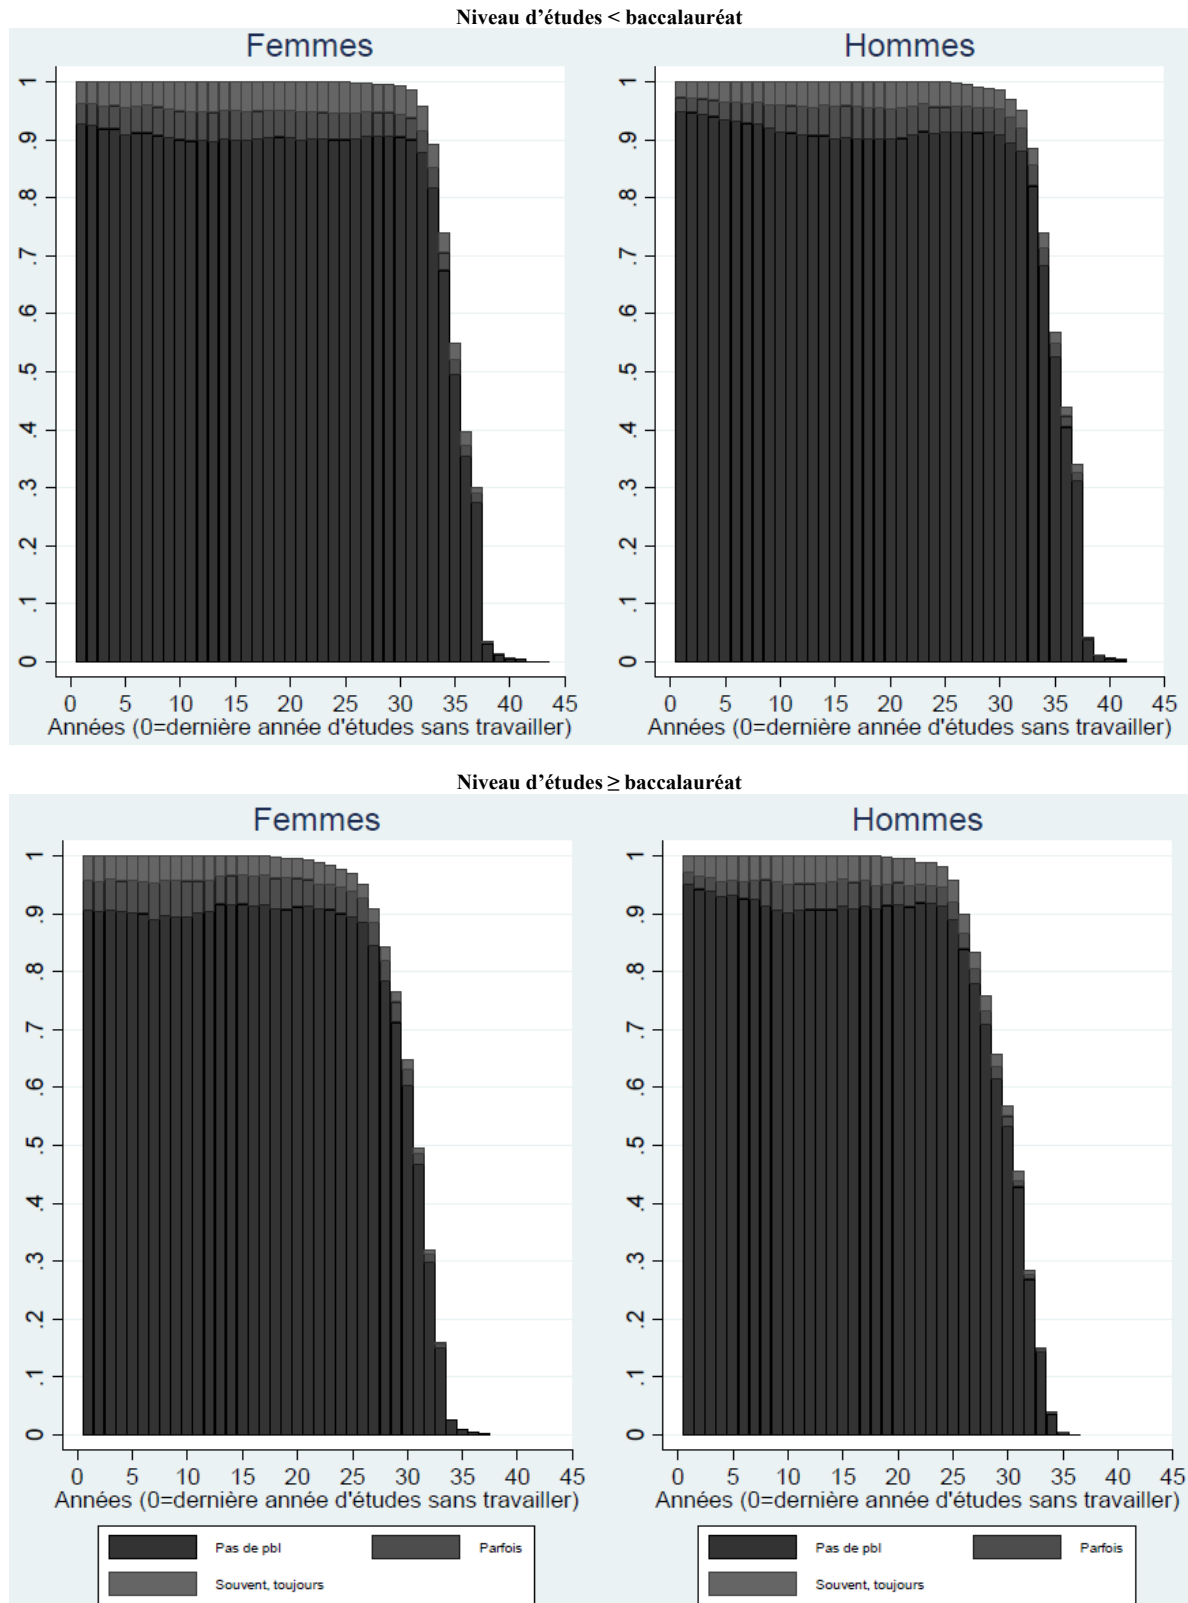 Niveau d’études < baccalauréat
Femmes
Hommes
1
.9
.8
.7
.6
.5
.4
.3
.2
.1
0
0 5 10 15 20 25 30 35 40 45
Années (0=dernière année d'études sans travailler)
1
.9
.8
.7
.6
.5
.4
.3
.2
.1
0
0 5 10 15 20 25 30 35 40 45
Années (0=dernière année d'études sans travailler)
Niveau d’études ≥ baccalauréat
Femmes
Hommes
1
.9
.8
.7
.6
.5
.4
.3
.2
.1
0
0 5 10 15 20 25 30 35 40 45
Années (0=dernière année d'études sans travailler)
Pas de pbl Parfois
Souvent, toujours
1
.9
.8
.7
.6
.5
.4
.3
.2
.1
0
0 5 10 15 20 25 30 35 40 45
Années (0=dernière année d'études sans travailler)
Pas de pbl Parfois
Souvent, toujours